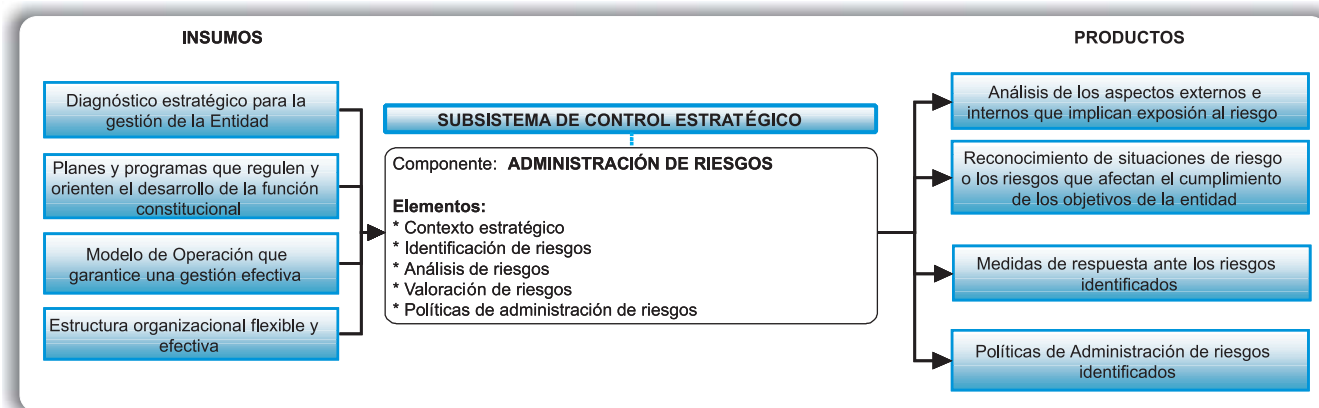 INSUMOS
Diagnóstico estratégico para la
gestión de la Entidad
Planes y programas que regulen y
orienten el desarrollo de la función
constitucional
Modelo de Operación que
garantice una gestión efectiva
Estructura organizacional flexible y
efectiva
SUBSISTEMA DE CONTROL ESTRATÉGICO
Componente: ADMINISTRACIÓN DE RIESGOS
Elementos:
* Contexto estratégico
* Identificación de riesgos
* Análisis de riesgos
* Valoración de riesgos
* Políticas de administración de riesgos
PRODUCTOS
Análisis de los aspectos externos e
internos que implican exposión al riesgo
Reconocimiento de situaciones de riesgo
o los riesgos que afectan el cumplimiento
de los objetivos de la entidad
Medidas de respuesta ante los riesgos
identificados
Políticas de Administración de riesgos
identificados